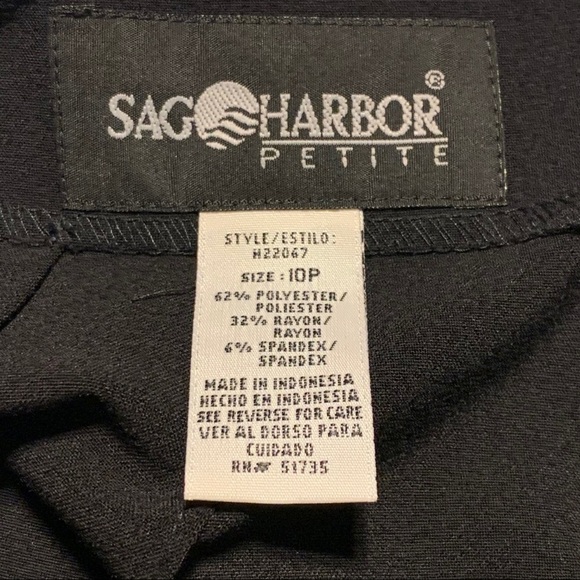 SAG HARBOR®
PETITE
STYLE/ESTILO:
H22067
SIZE: 10P
62% POLYESTER/
POLIESTER
32% RAYON/
RAYON
6% SPANDEX/
SPANDEX
MADE IN INDONESIA
HECHO EN INDONESIA
SEE REVERSE FOR CARE
VER AL DORSO PARA
CUIDADO
RN# 51735